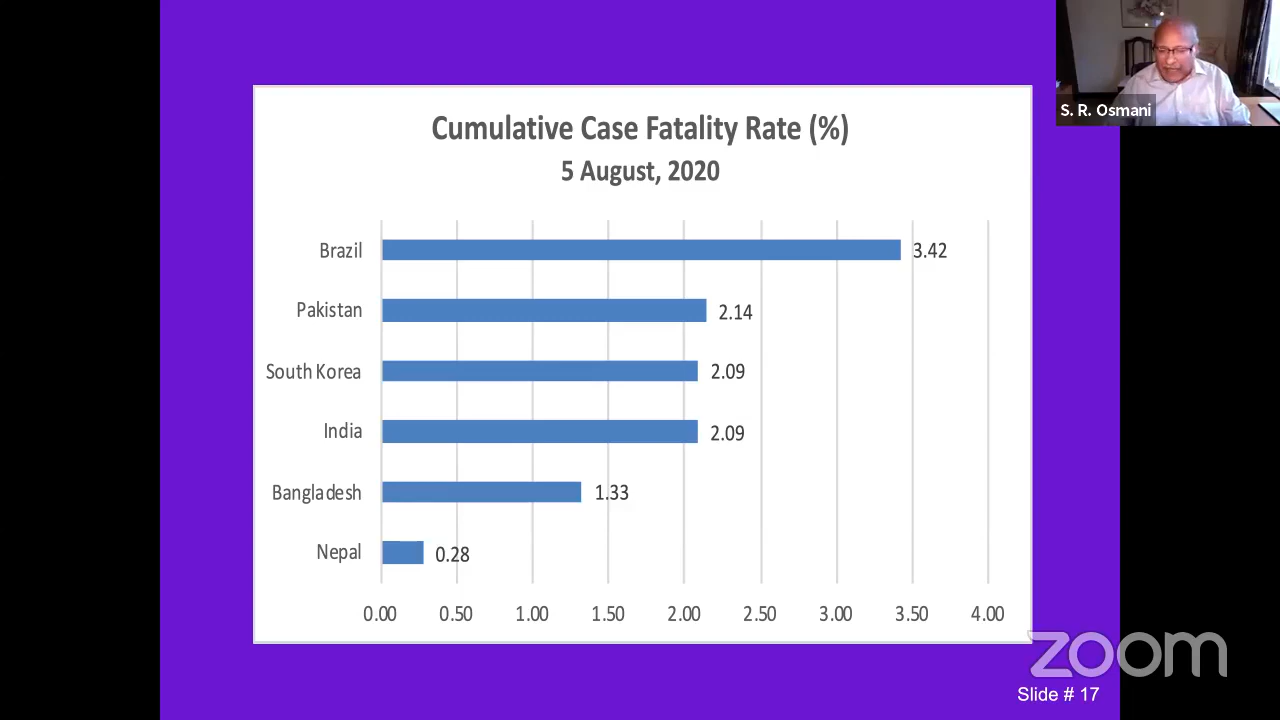 S. R. Osmani
Cumulative Case Fatality Rate (%)
5 August, 2020
Brazil 3.42
Pakistan 2.14
South Korea 2.09
India 2.09
Bangladesh 1.33
Nepal 0.28
0.00 0.50 1.00 1.50 2.00 2.50 3.00 3.50 4.00
zoom
Slide # 17